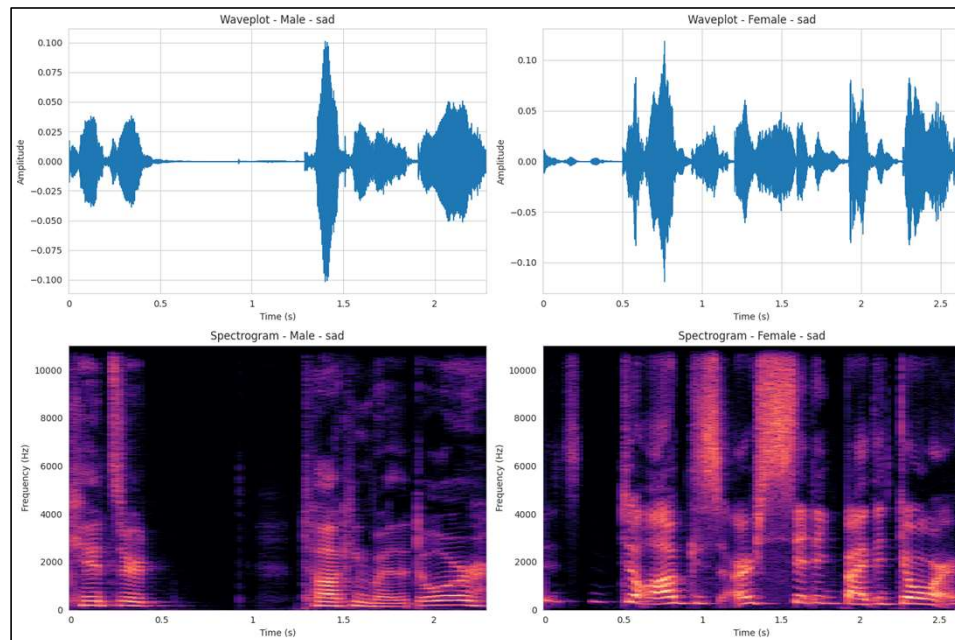 Waveplot - Male - sad
Waveplot - Female - sad
0.100
0.075
0.050
0.025
0.000
−0.025
−0.050
−0.075
−0.100
Amplitude
0 0.5 1 1.5 2
Time (s)
0.10
0.05
0.00
−0.05
−0.10
Amplitude
0 0.5 1 1.5 2 2.5
Time (s)
Spectrogram - Male - sad
Spectrogram - Female - sad
10000
8000
6000
4000
2000
0
Frequency (Hz)
0 0.5 1 1.5 2
Time (s)
10000
8000
6000
4000
2000
0
Frequency (Hz)
0 0.5 1 1.5 2 2.5
Time (s)